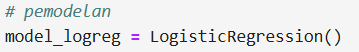 # pemodelan
model_logreg = LogisticRegression()